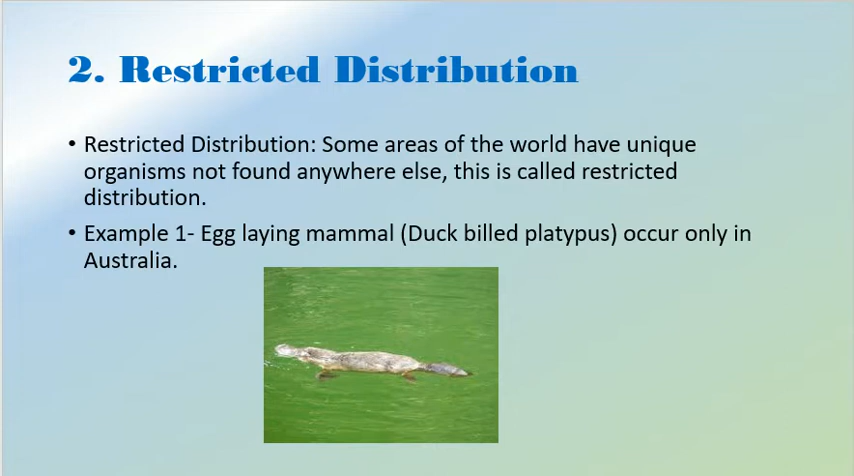 2. Restricted Distribution
• Restricted Distribution: Some areas of the world have unique
organisms not found anywhere else, this is called restricted
distribution.
• Example 1- Egg laying mammal (Duck billed platypus) occur only in
Australia.